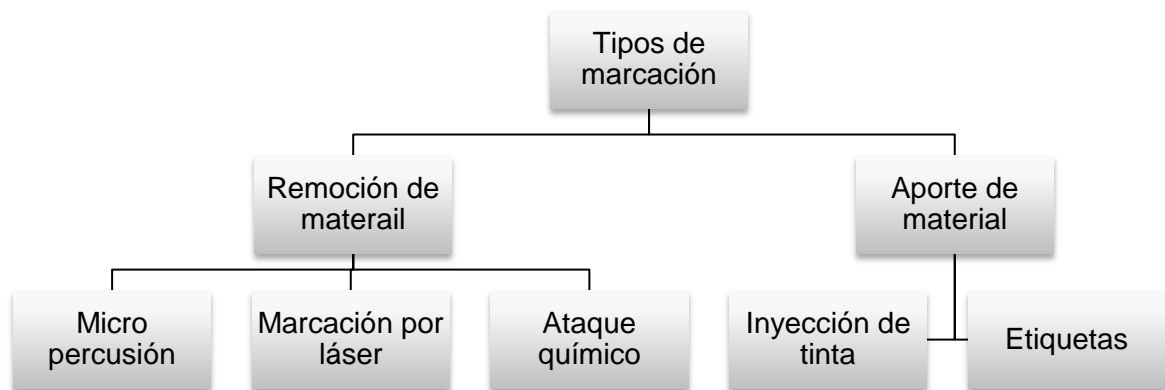 Tipos de
marcación
Remoción de
materail
Aporte de
material
Micro
percusión
Marcación por
láser
Ataque
químico
Inyección de
tinta
Etiquetas